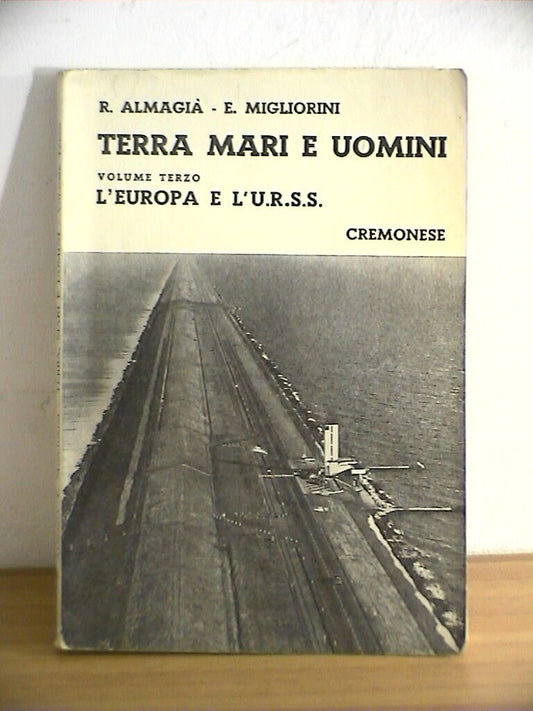 R. ALMAGIÀ - E. MIGLIORINI
TERRA MARI E UOMINI
VOLUME TERZO
L'EUROPA E L'U.R.S.S.
CREMONESE